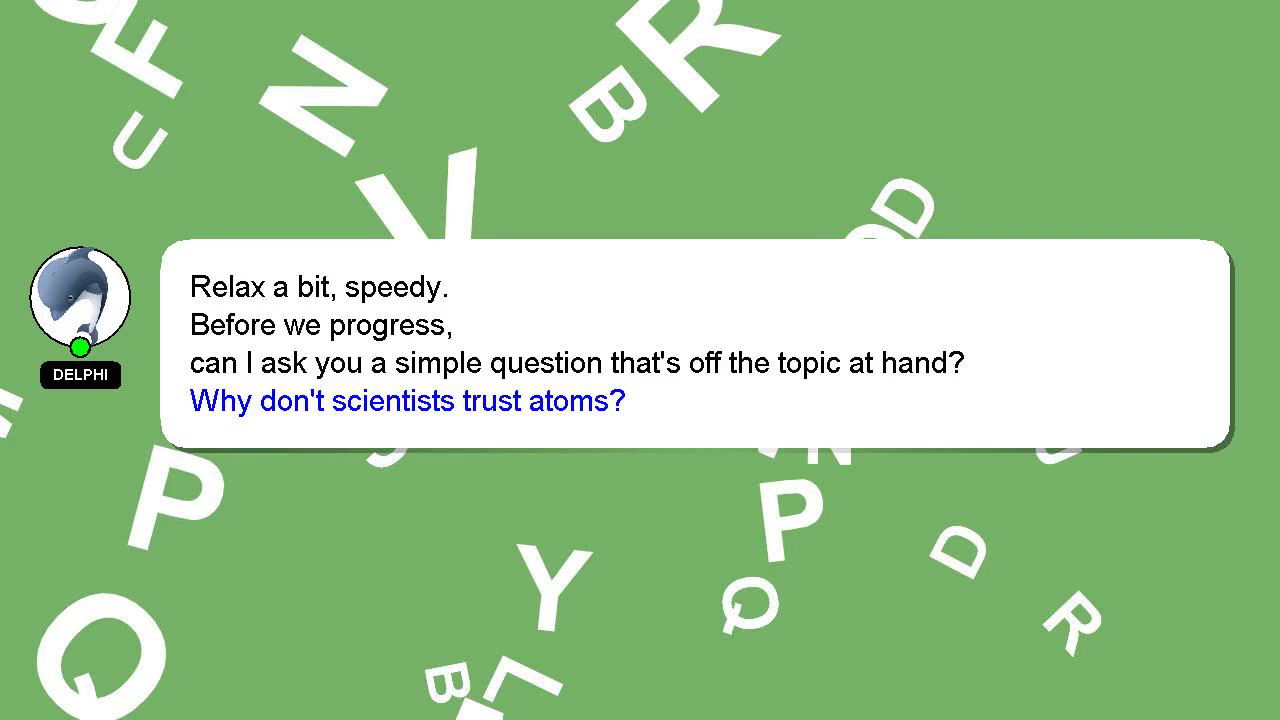 F
N
U
B
R
V
D
DELPHI
Relax a bit, speedy.
Before we progress,
can I ask you a simple question that's off the topic at hand?
Why don't scientists trust atoms?
P
N
P
Y
Q
D
R
Q
B
L